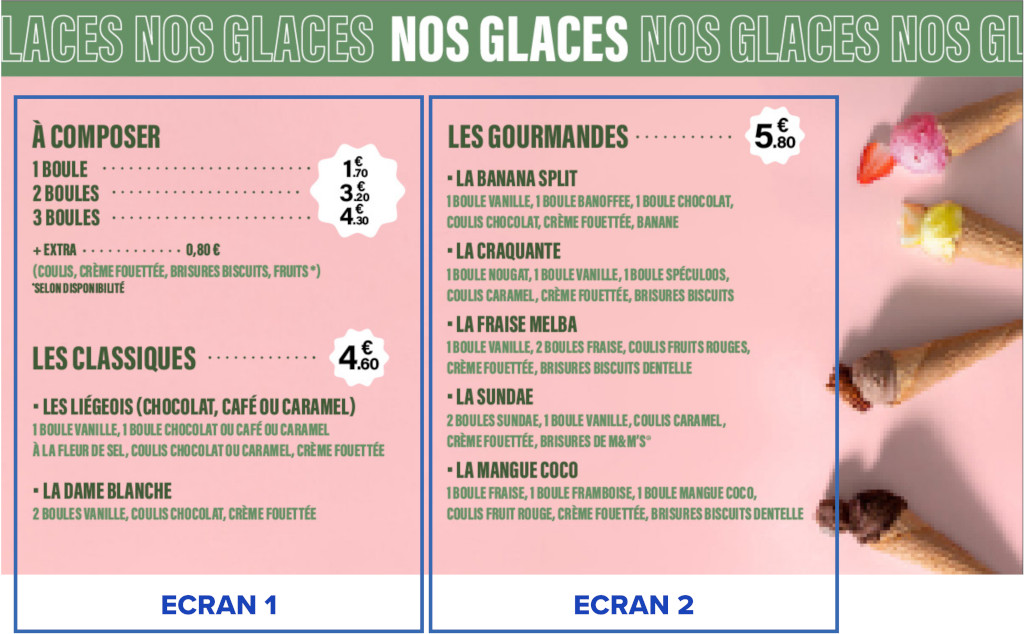 LACES NOS GLACES NOS GLACES NOS GLACES NOS GL
À COMPOSER
1 BOULE ........................ 1€.70
2 BOULES ........................ 3€.20
3 BOULES ........................ 4€.30
+ EXTRA ............ 0,80 €
(COULIS, CRÈME FOUETTÉE, BRISURES BISCUITS, FRUITS*)
*SELON DISPONIBILITÉ
LES CLASSIQUES ............ 4€.60
• LES LIÉGEOIS (CHOCOLAT, CAFÉ OU CARAMEL)
1 BOULE VANILLE, 1 BOULE CHOCOLAT OU CAFÉ OU CARAMEL
À LA FLEUR DE SEL, COULIS CHOCOLAT OU CARAMEL, CRÈME FOUETTÉE
• LA DAME BLANCHE
2 BOULES VANILLE, COULIS CHOCOLAT, CRÈME FOUETTÉE
ECRAN 1
LES GOURMANDES ........... 5€.80
• LA BANANA SPLIT
1 BOULE VANILLE, 1 BOULE BANOFFEE, 1 BOULE CHOCOLAT,
COULIS CHOCOLAT, CRÈME FOUETTÉE, BANANE
• LA CRAQUANTE
1 BOULE NOUGAT, 1 BOULE VANILLE, 1 BOULE SPÉCULOOS,
COULIS CARAMEL, CRÈME FOUETTÉE, BRISURES BISCUITS
• LA FRAISE MELBA
1 BOULE VANILLE, 2 BOULES FRAISE, COULIS FRUITS ROUGES,
CRÈME FOUETTÉE, BRISURES BISCUITS DENTELLE
• LA SUNDAE
2 BOULES SUNDAE, 1 BOULE VANILLE, COULIS CARAMEL,
CRÈME FOUETTÉE, BRISURES DE M&M'S®
• LA MANGUE COCO
1 BOULE FRAISE, 1 BOULE FRAMBOISE, 1 BOULE MANGUE COCO,
COULIS FRUIT ROUGE, CRÈME FOUETTÉE, BRISURES BISCUITS DENTELLE
ECRAN 2